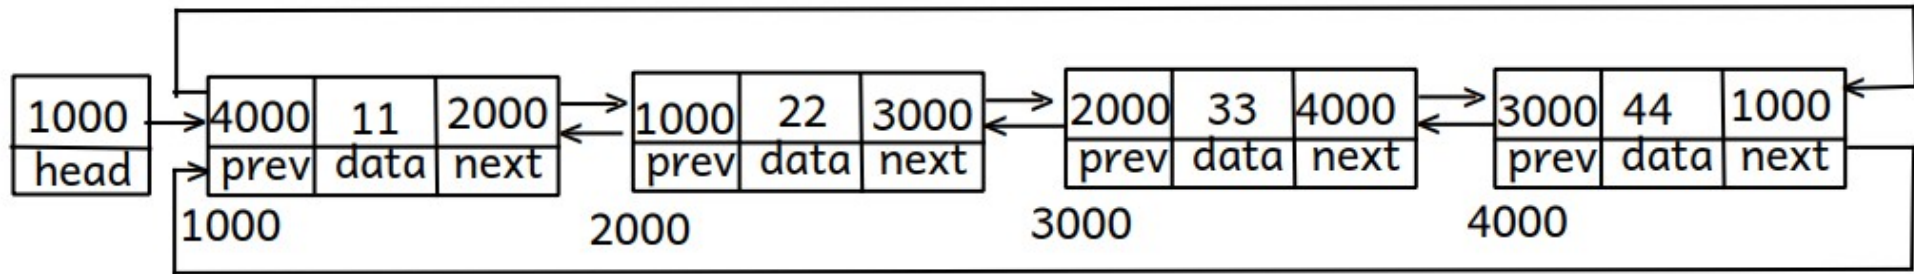 1000 4000 11 2000 1000 22 3000 2000 33 4000 3000 44 1000
head prev data next prev data next prev data next prev data next
1000 2000 3000 4000